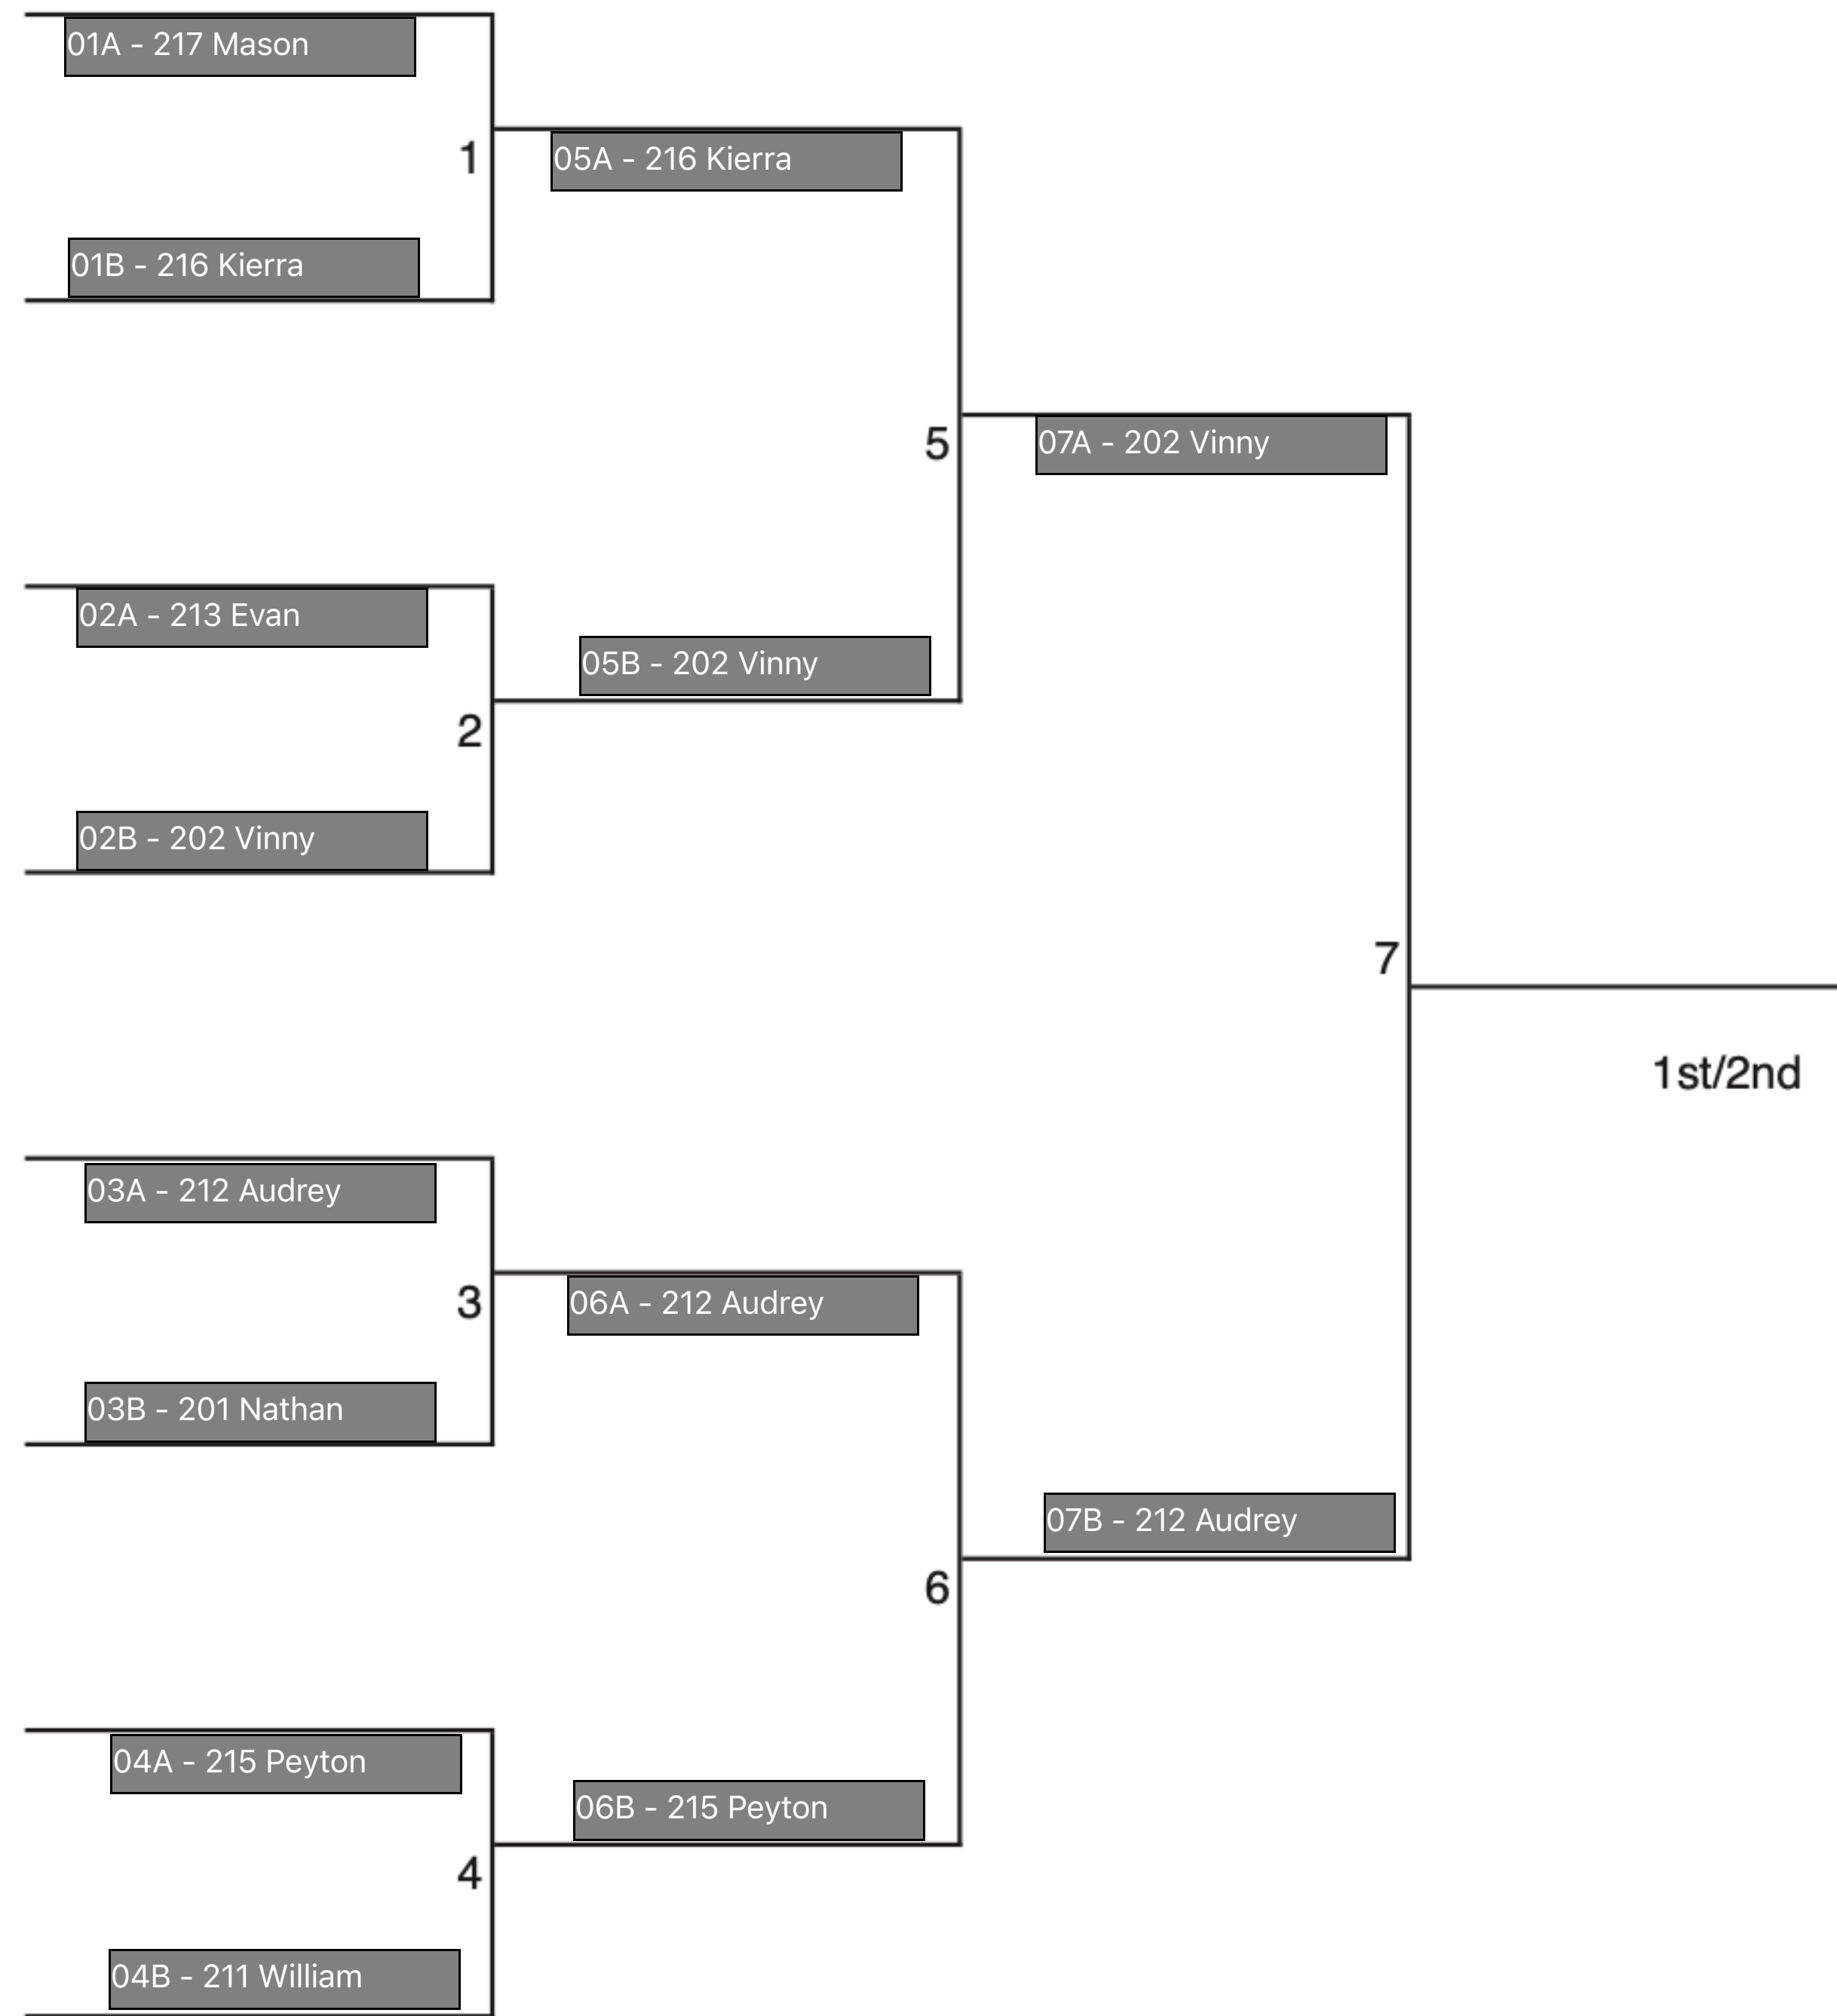 01A - 217 Mason
1
05A - 216 Kierra
01B - 216 Kierra
5
07A - 202 Vinny
02A - 213 Evan
05B - 202 Vinny
2
02B - 202 Vinny
7
1st/2nd
03A - 212 Audrey
3
06A - 212 Audrey
03B - 201 Nathan
07B - 212 Audrey
6
04A - 215 Peyton
06B - 215 Peyton
4
04B - 211 William